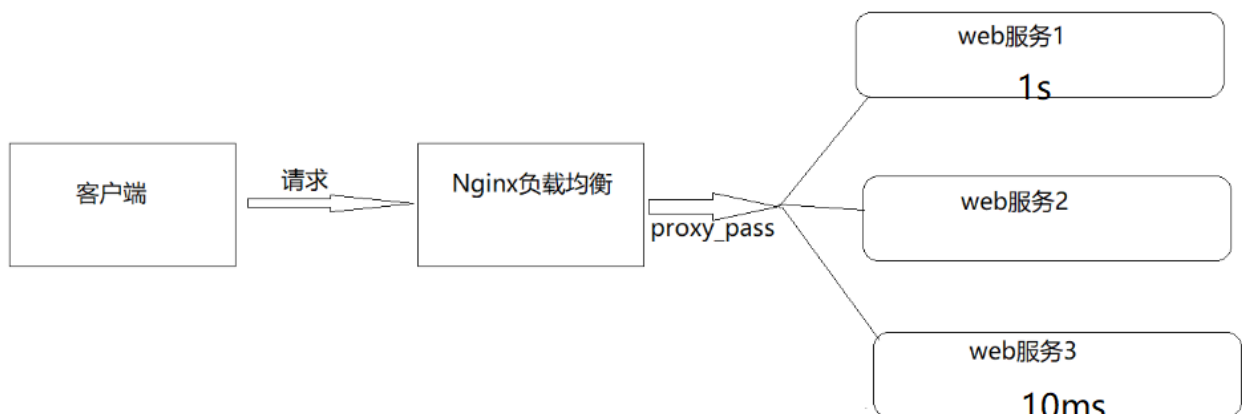 web服务1
1s
客户端
请求
Nginx负载均衡
proxy_pass
web服务2
web服务3
10ms